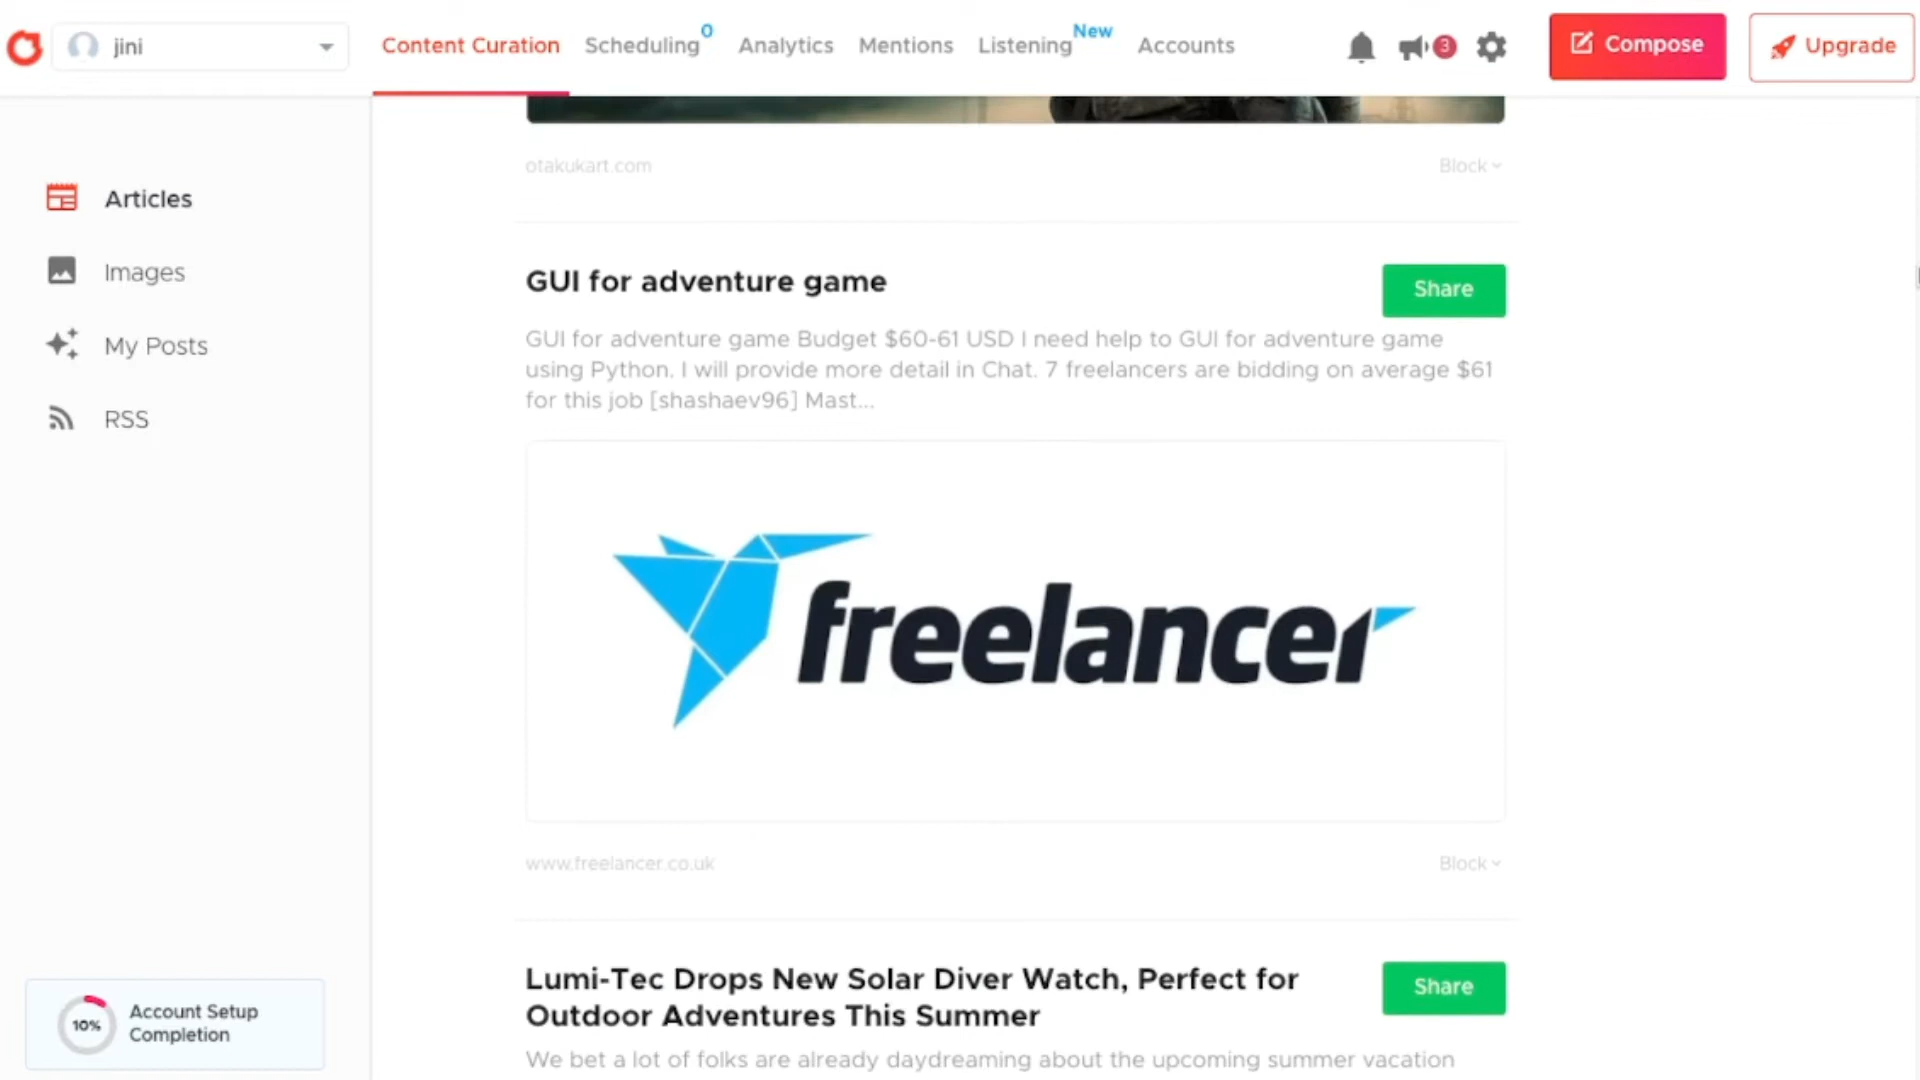 jini
Content Curation
Scheduling 0
Analytics
Mentions
Listening New
Accounts
3
Compose
Upgrade
Articles
Images
My Posts
RSS
10%
Account Setup
Completion
otakukart.com
Block
GUI for adventure game
Share
GUI for adventure game Budget $60-61 USD I need help to GUI for adventure game
using Python. I will provide more detail in Chat. 7 freelancers are bidding on average $61
for this job [shashaev96] Mast...
freelancer
www.freelancer.co.uk
Block
Lumi-Tec Drops New Solar Diver Watch, Perfect for
Outdoor Adventures This Summer
Share
We bet a lot of folks are already daydreaming about the upcoming summer vacation